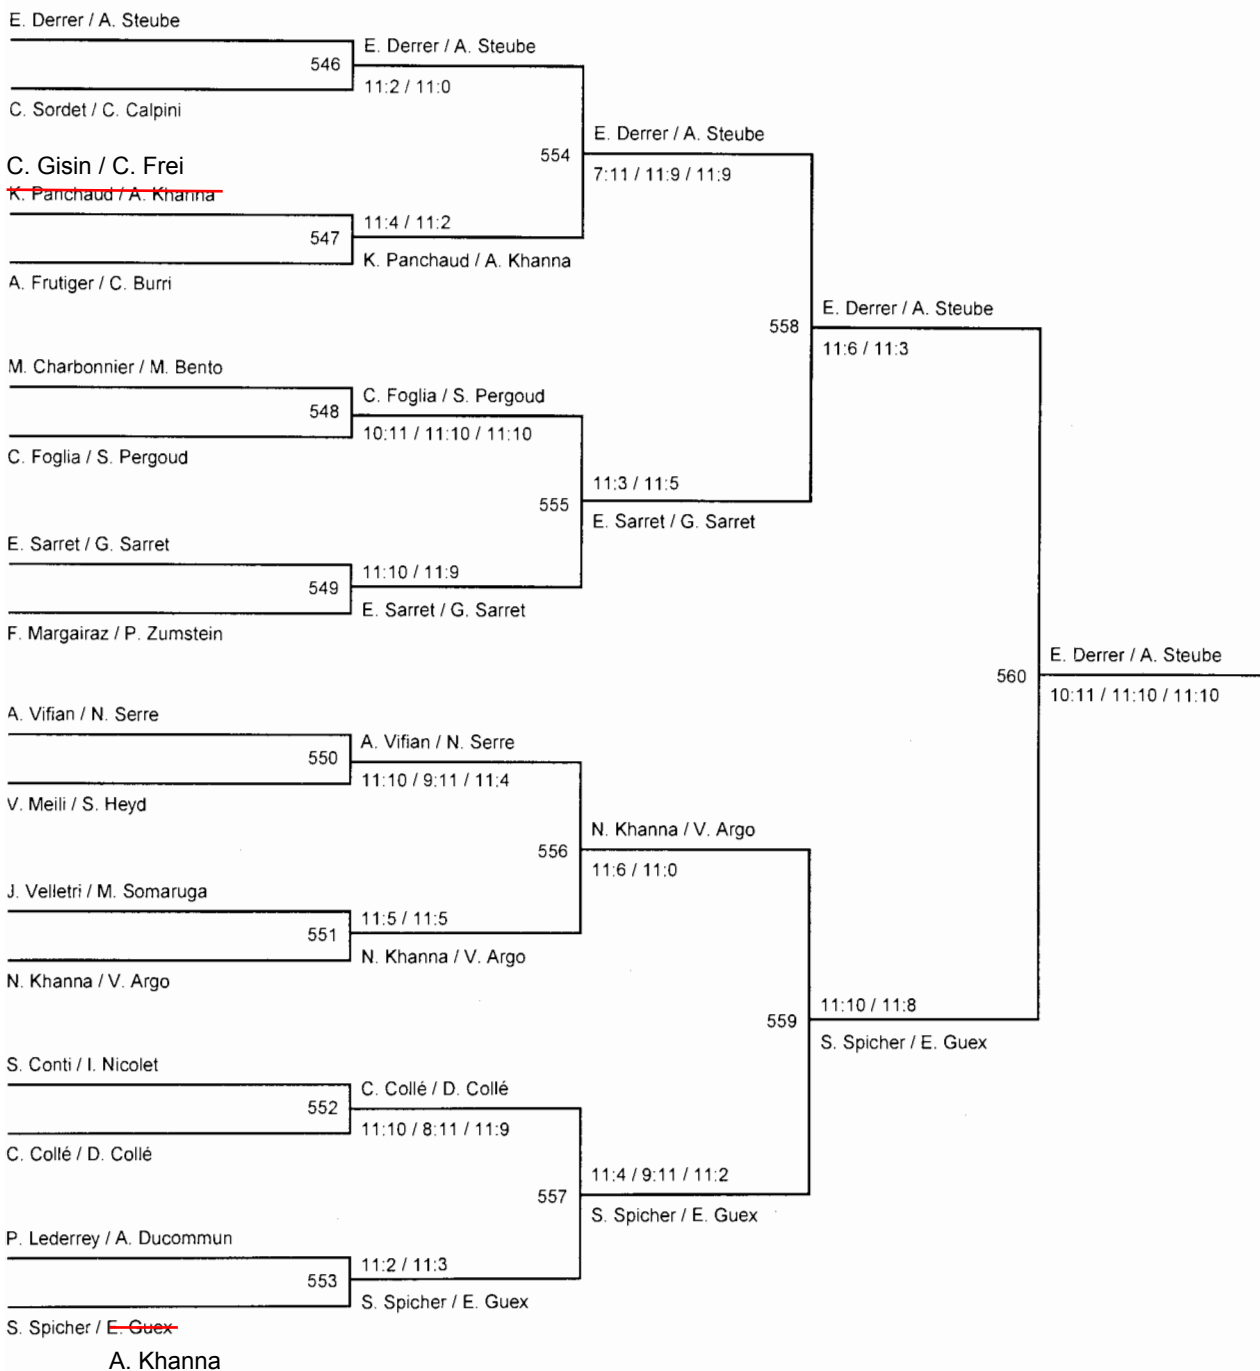 E. Derrer / A. Steube
546
E. Derrer / A. Steube
11:2 / 11:0
C. Sordet / C. Calpini
554
E. Derrer / A. Steube
7:11 / 11:9 / 11:9
C. Gisin / C. Frei
K. Panchaud / A. Khanna
547
11:4 / 11:2
K. Panchaud / A. Khanna
A. Frutiger / C. Burri
558
E. Derrer / A. Steube
11:6 / 11:3
M. Charbonnier / M. Bento
548
C. Foglia / S. Pergoud
10:11 / 11:10 / 11:10
C. Foglia / S. Pergoud
555
11:3 / 11:5
E. Sarret / G. Sarret
E. Sarret / G. Sarret
549
11:10 / 11:9
E. Sarret / G. Sarret
F. Margairaz / P. Zumstein
560
E. Derrer / A. Steube
10:11 / 11:10 / 11:10
A. Vifian / N. Serre
550
A. Vifian / N. Serre
11:10 / 9:11 / 11:4
V. Meili / S. Heyd
556
N. Khanna / V. Argo
11:6 / 11:0
J. Velletri / M. Somaruga
551
11:5 / 11:5
N. Khanna / V. Argo
N. Khanna / V. Argo
559
11:10 / 11:8
S. Spicher / E. Guex
S. Conti / I. Nicolet
552
C. Collé / D. Collé
11:10 / 8:11 / 11:9
C. Collé / D. Collé
557
11:4 / 9:11 / 11:2
S. Spicher / E. Guex
P. Lederrey / A. Ducommun
553
11:2 / 11:3
S. Spicher / E. Guex
S. Spicher / E. Guex
A. Khanna